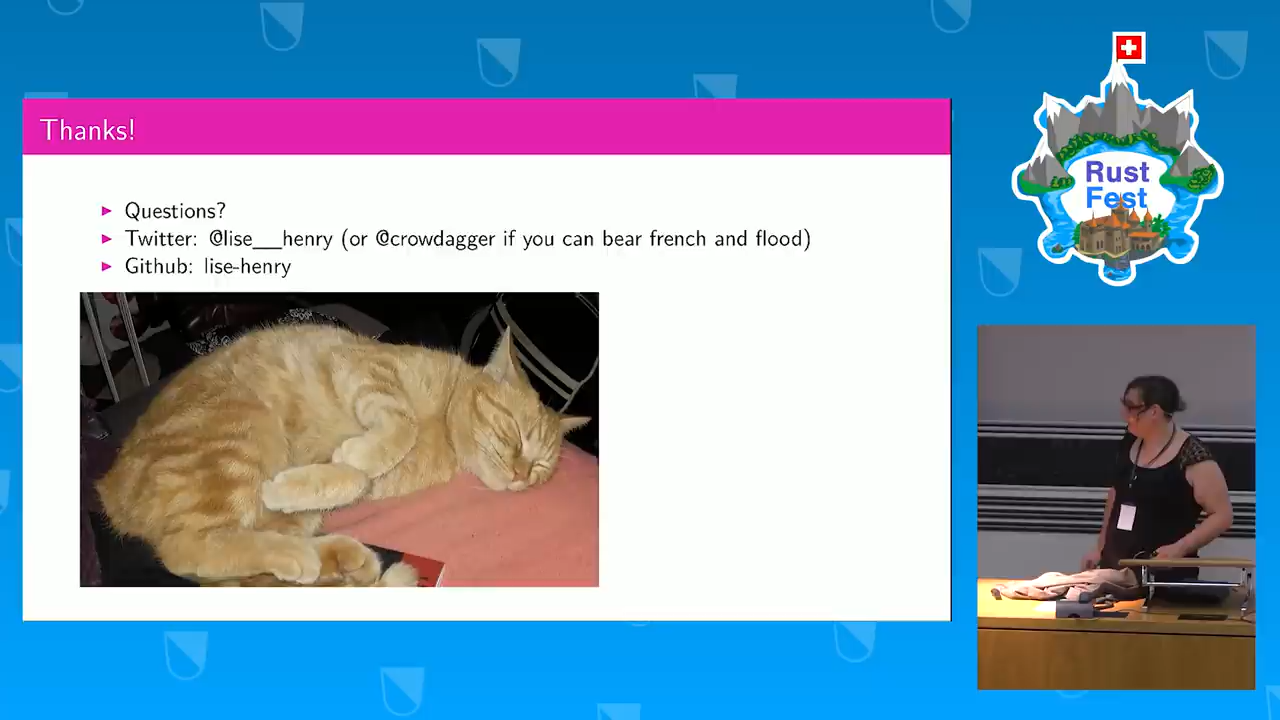 Thanks!
Questions?
Twitter: @lise__henry (or @crowdagger if you can bear french and flood)
Github: lise-henry
Rust
Fest